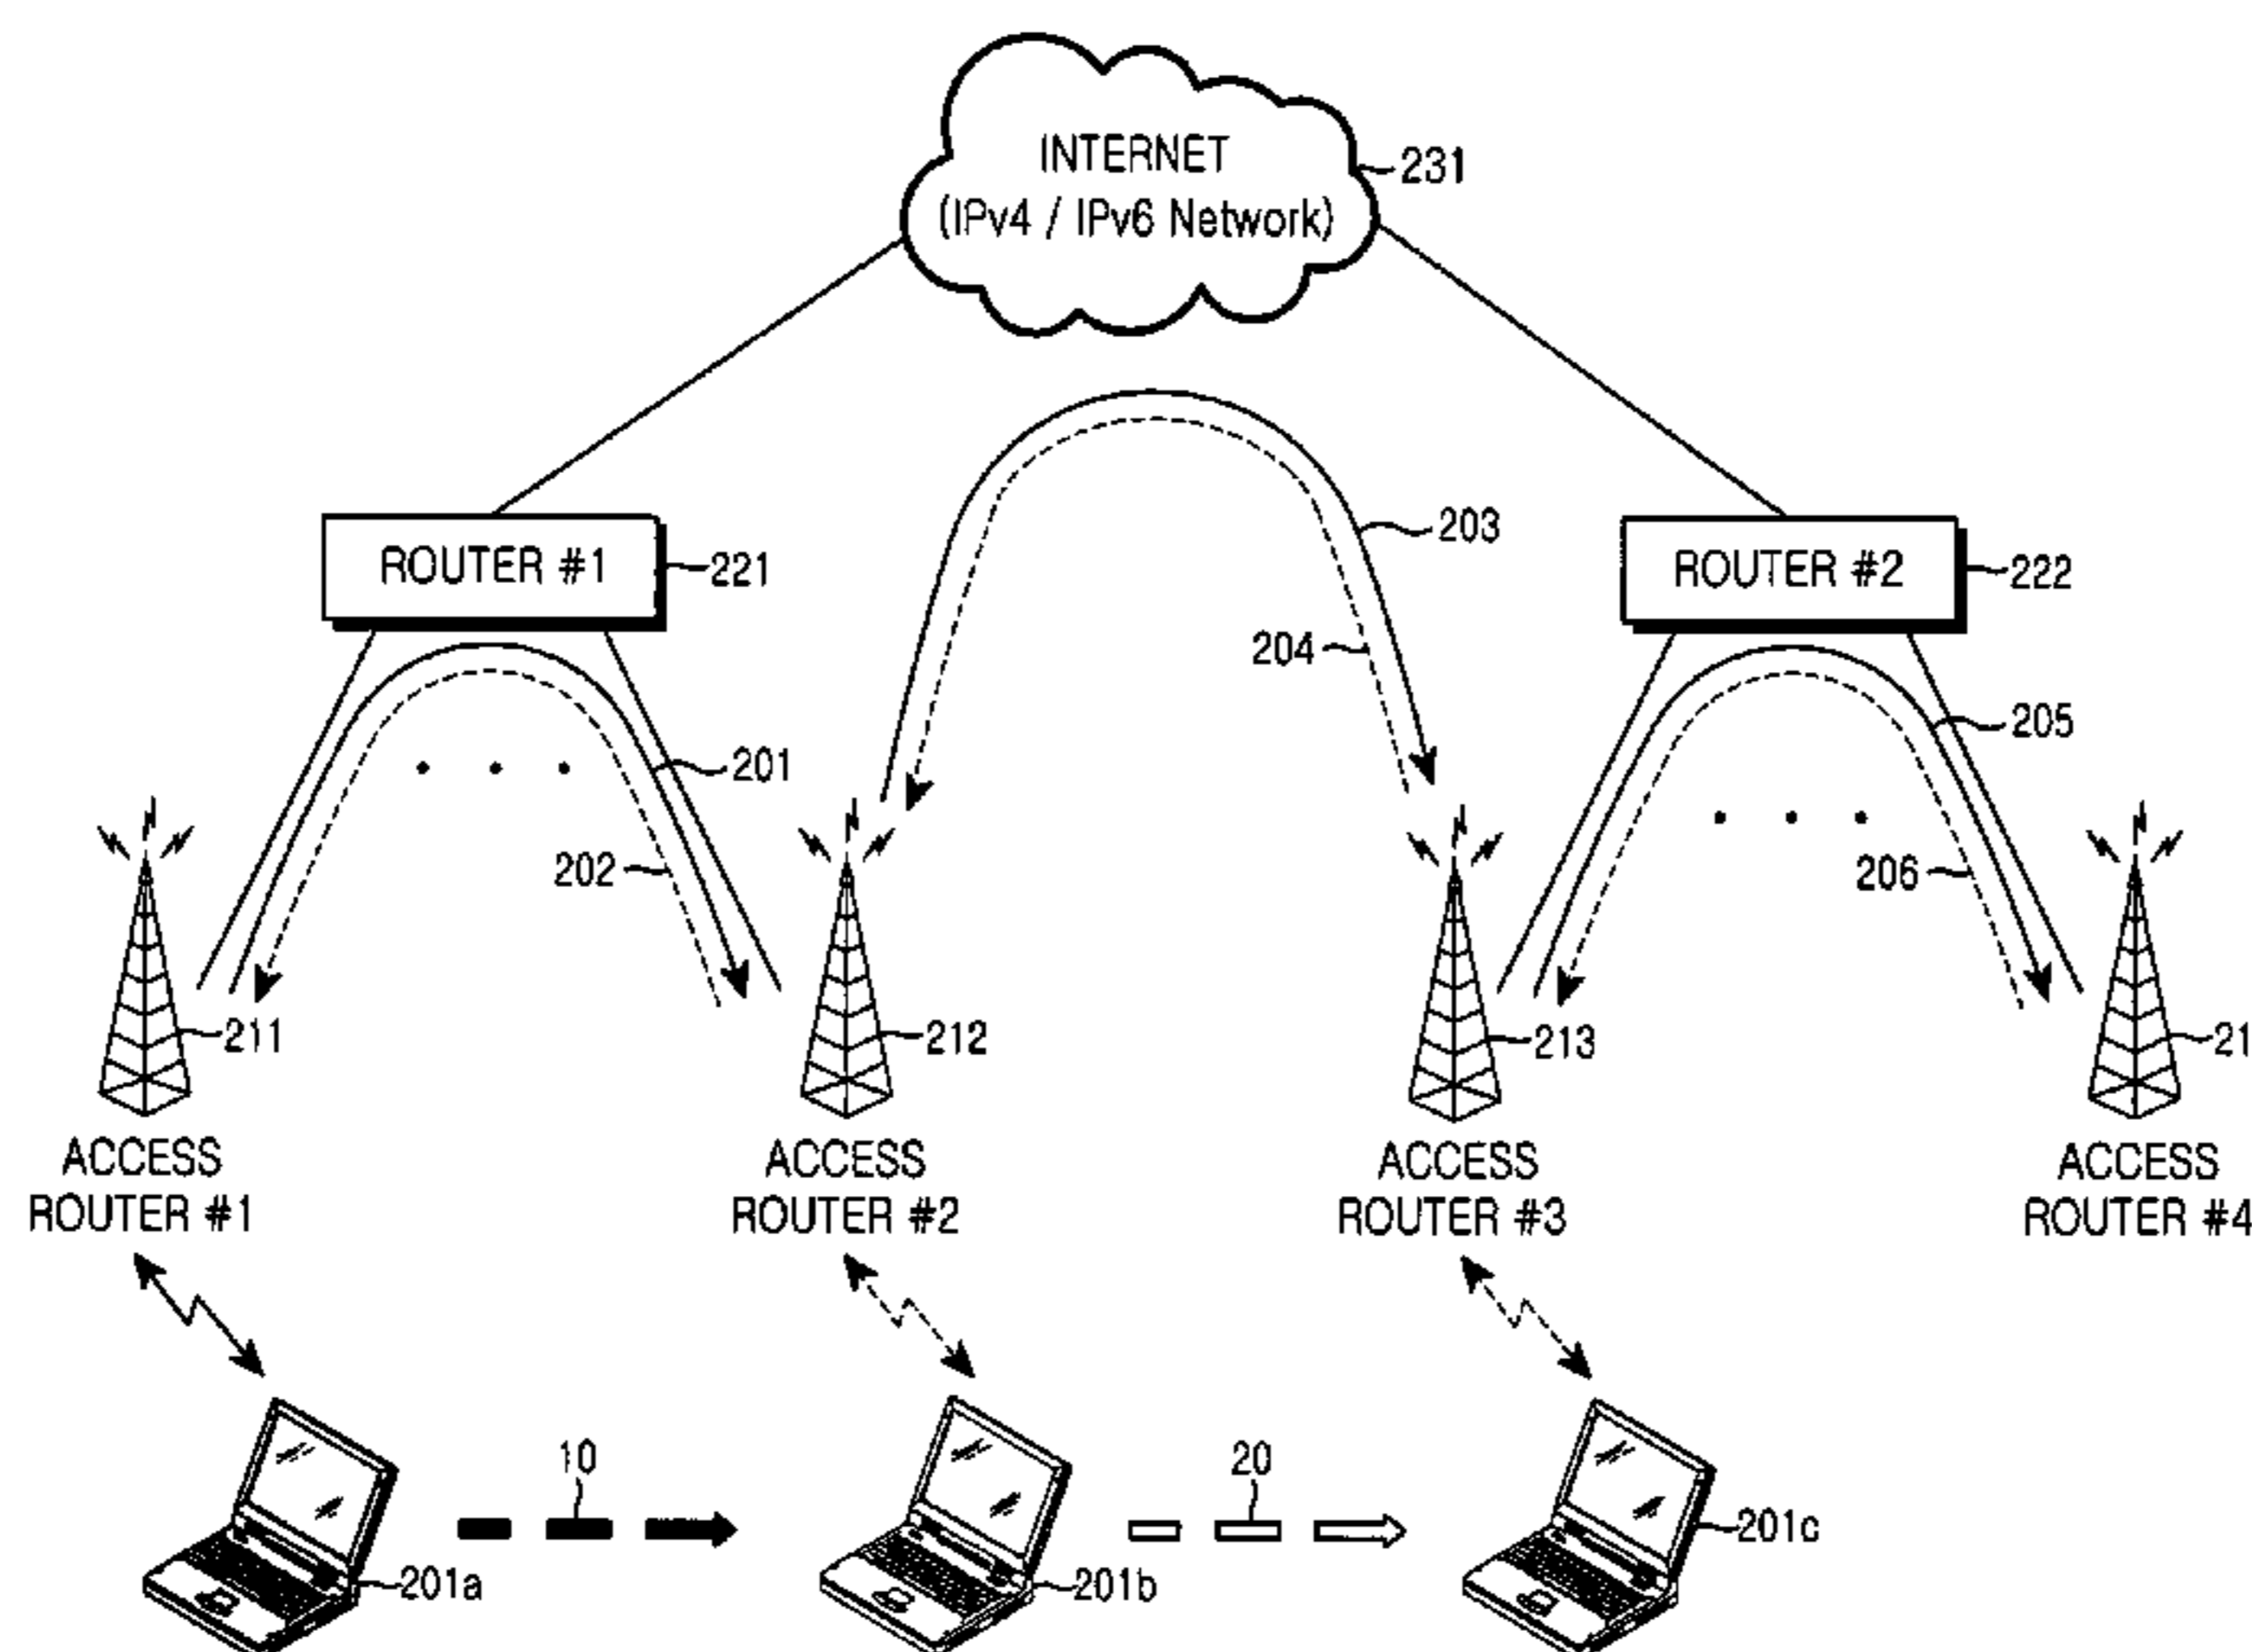 INTERNET
(IPv4 / IPv6 Network)
231
ROUTER #1
221
203
ROUTER #2
222
204
201
205
202
206
211
212
213
21
ACCESS
ROUTER #1
ACCESS
ROUTER #2
ACCESS
ROUTER #3
ACCESS
ROUTER #4
10
20
201a
201b
201c